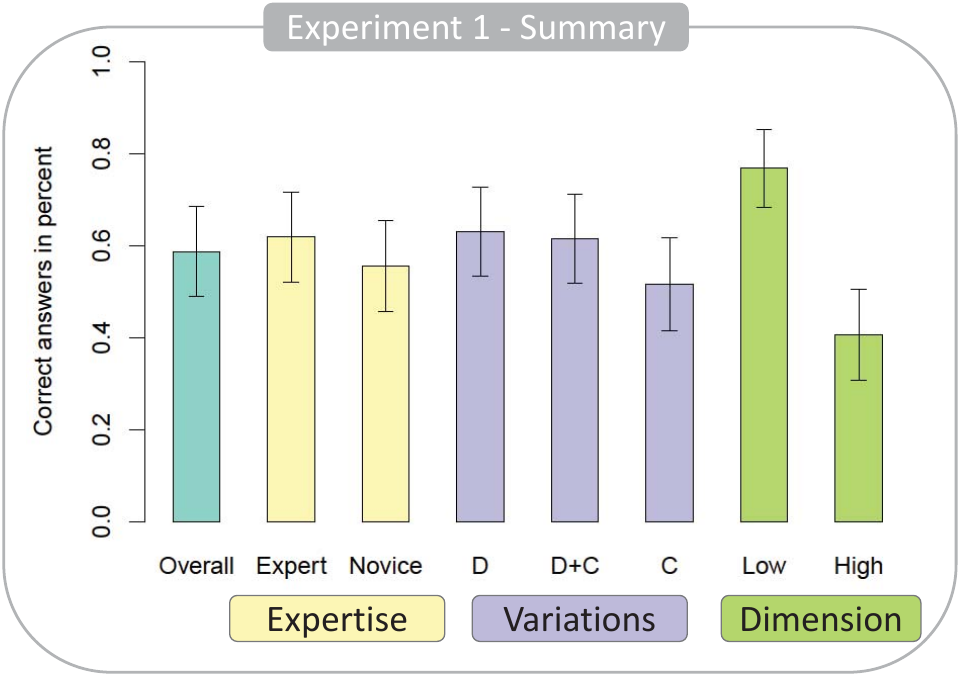 Experiment 1 - Summary
Correct answers in percent
1.0
0.8
0.6
0.4
0.2
0.0
Overall Expert Novice D D+C C Low High
Expertise Variations Dimension